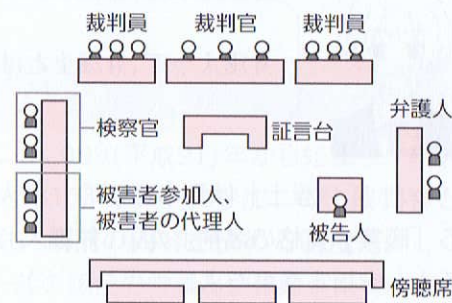 裁判員 裁判官 裁判員
検察官
証言台
弁護人
被害者参加人、
被害者の代理人
被告人
傍聴席